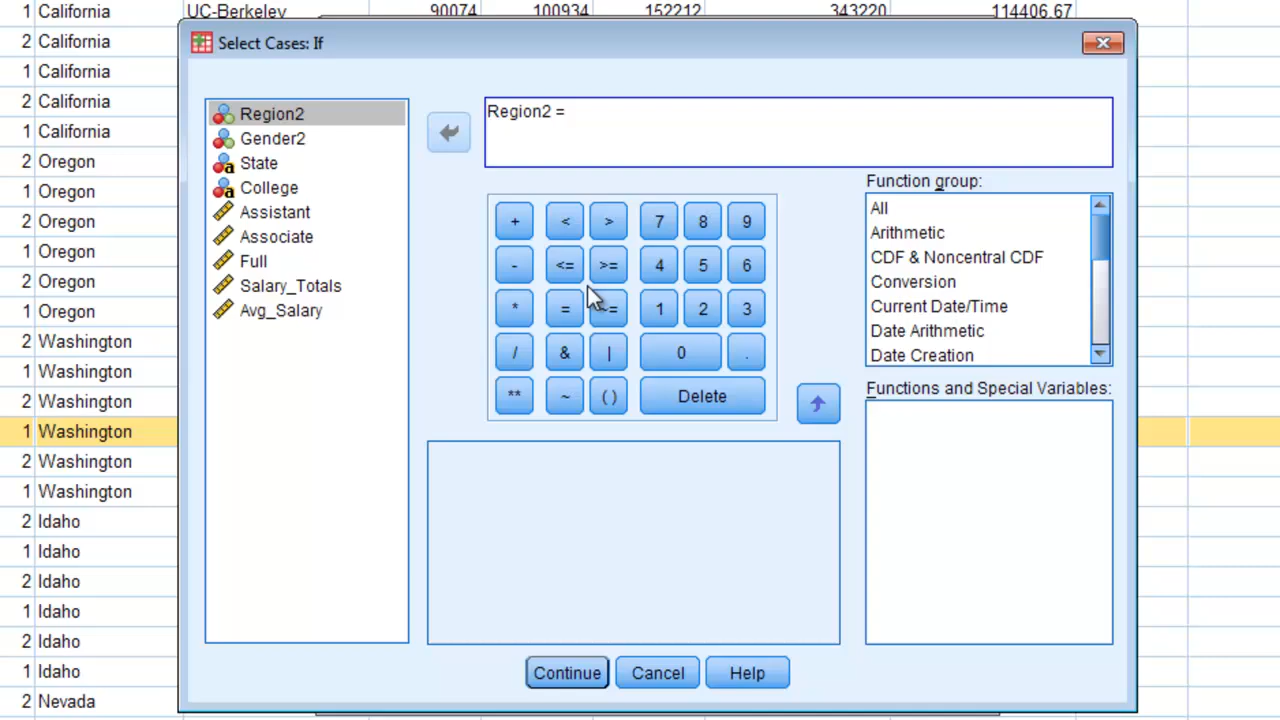 1 California UC-Berkeley 90074 100934 152212 343220 114406.67
2 California
1 California
2 California
1 California
2 Oregon
1 Oregon
2 Oregon
1 Oregon
2 Oregon
1 Oregon
2 Washington
1 Washington
2 Washington
1 Washington
2 Washington
1 Washington
2 Idaho
1 Idaho
2 Idaho
1 Idaho
2 Idaho
1 Idaho
2 Nevada
Select Cases: If
Region2
Gender2
State
College
Assistant
Associate
Full
Salary_Totals
Avg_Salary
Region2 =
+ < > 7 8 9
- <= >= 4 5 6
* = ~= 1 2 3
/ & | 0 .
** ~ ( ) Delete
Function group:
All
Arithmetic
CDF & Noncentral CDF
Conversion
Current Date/Time
Date Arithmetic
Date Creation
Functions and Special Variables:
Continue Cancel Help